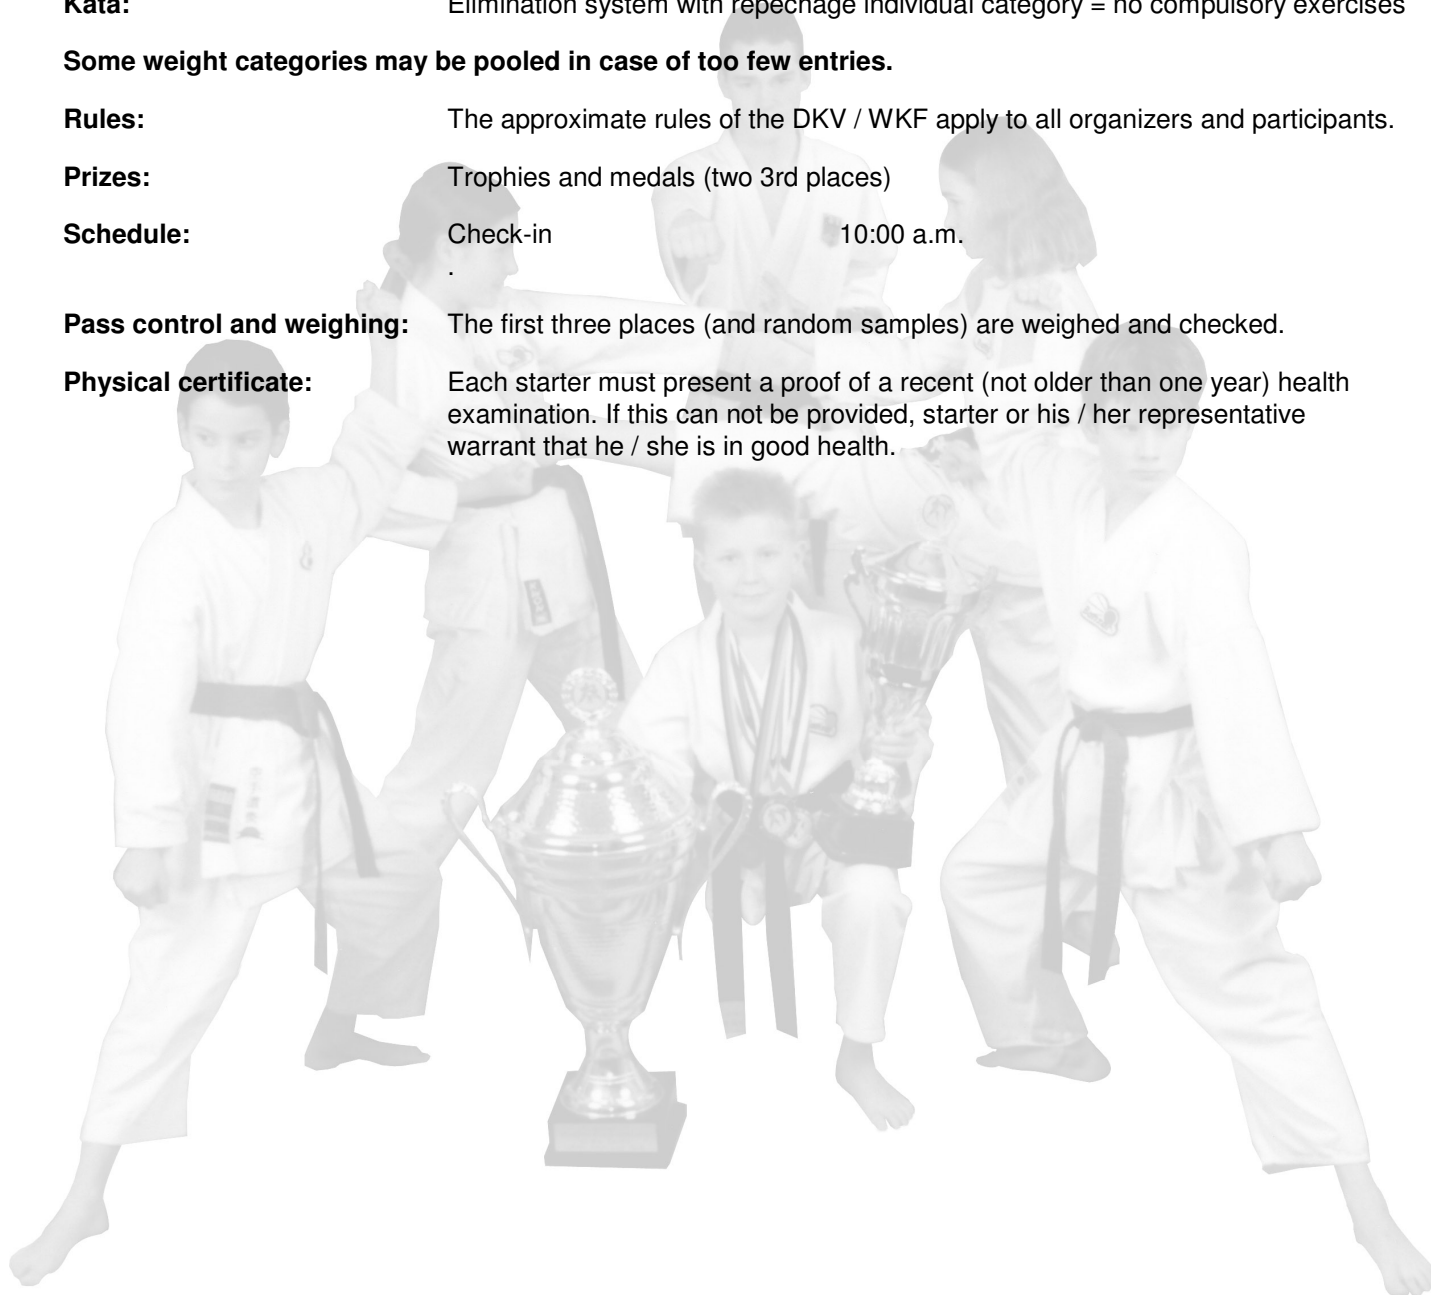 Kata: Elimination system with repechage individual category = no compulsory exercises
Some weight categories may be pooled in case of too few entries.
Rules: The approximate rules of the DKV / WKF apply to all organizers and participants.
Prizes: Trophies and medals (two 3rd places)
Schedule: Check-in 10:00 a.m.
.
Pass control and weighing: The first three places (and random samples) are weighed and checked.
Physical certificate: Each starter must present a proof of a recent (not older than one year) health
examination. If this can not be provided, starter or his / her representative
warrant that he / she is in good health.